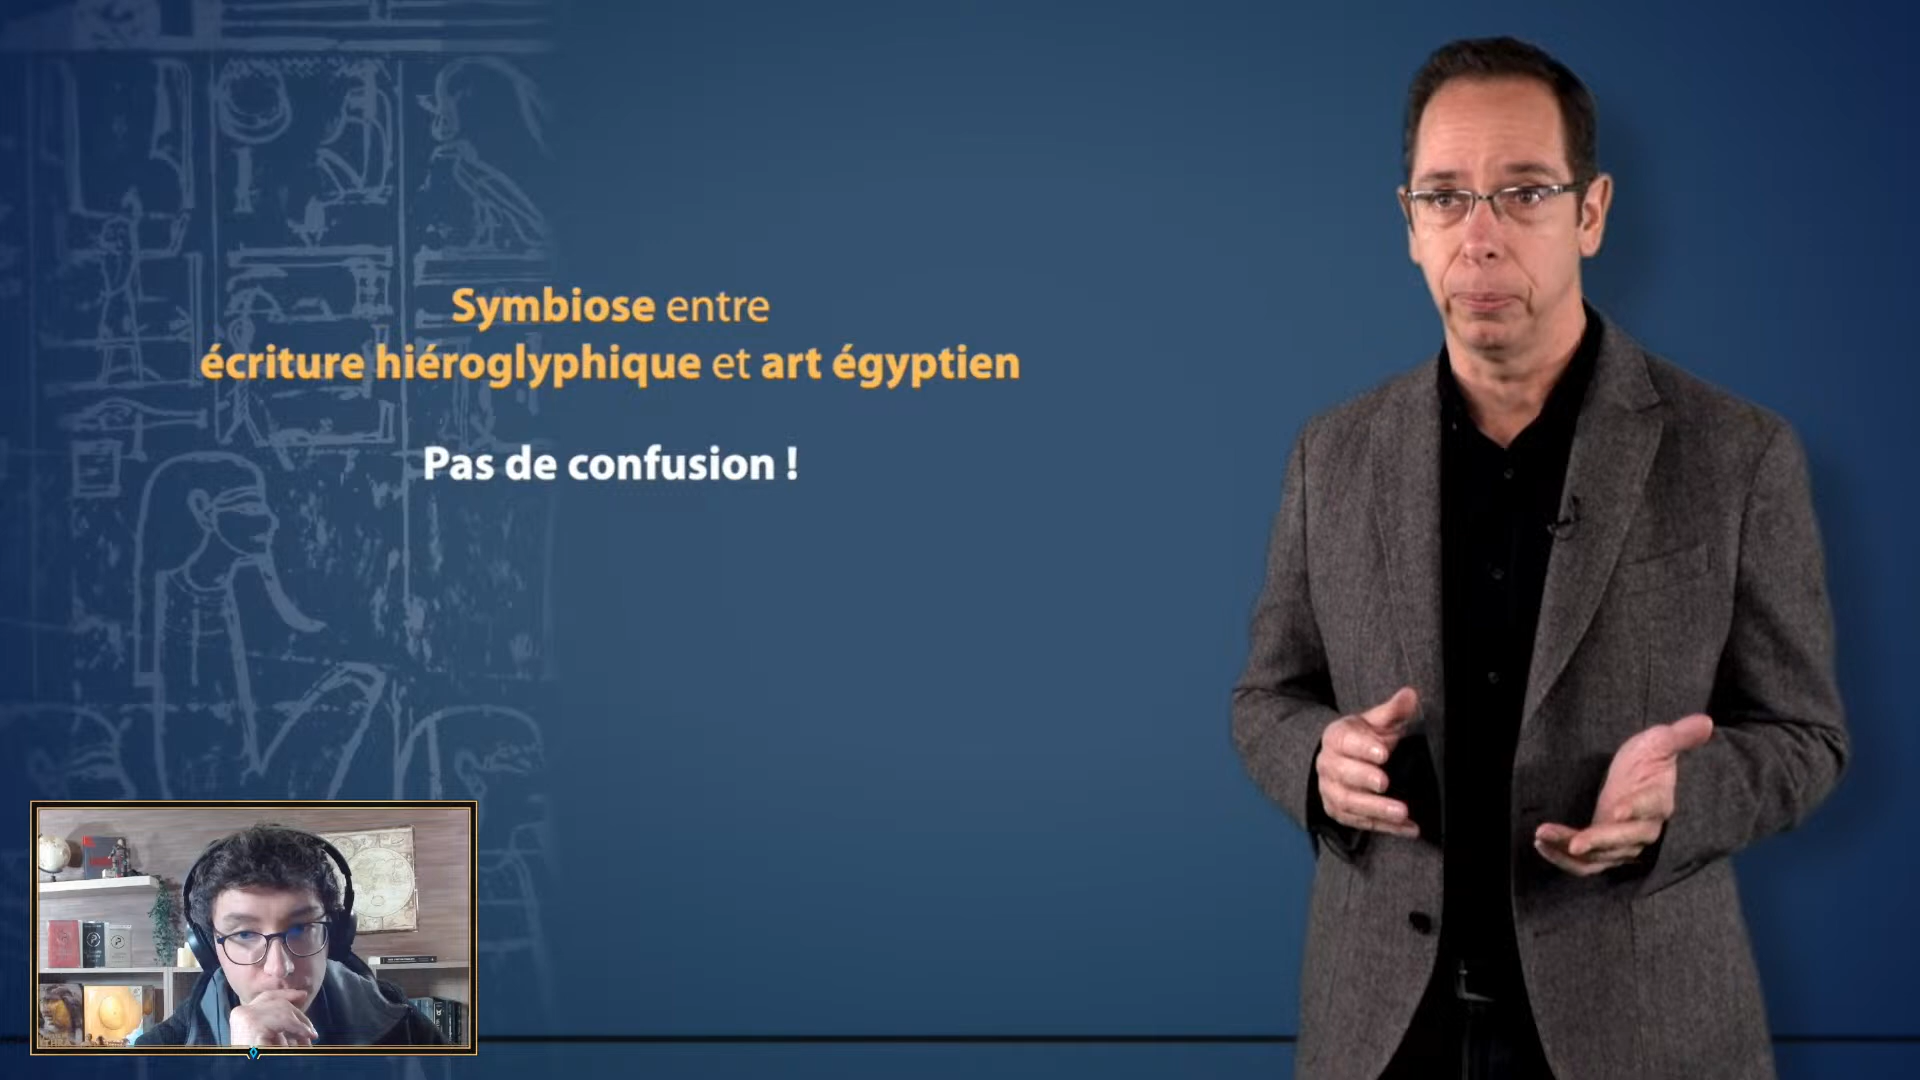 Symbiose entre
écriture hiéroglyphique et art égyptien
Pas de confusion !